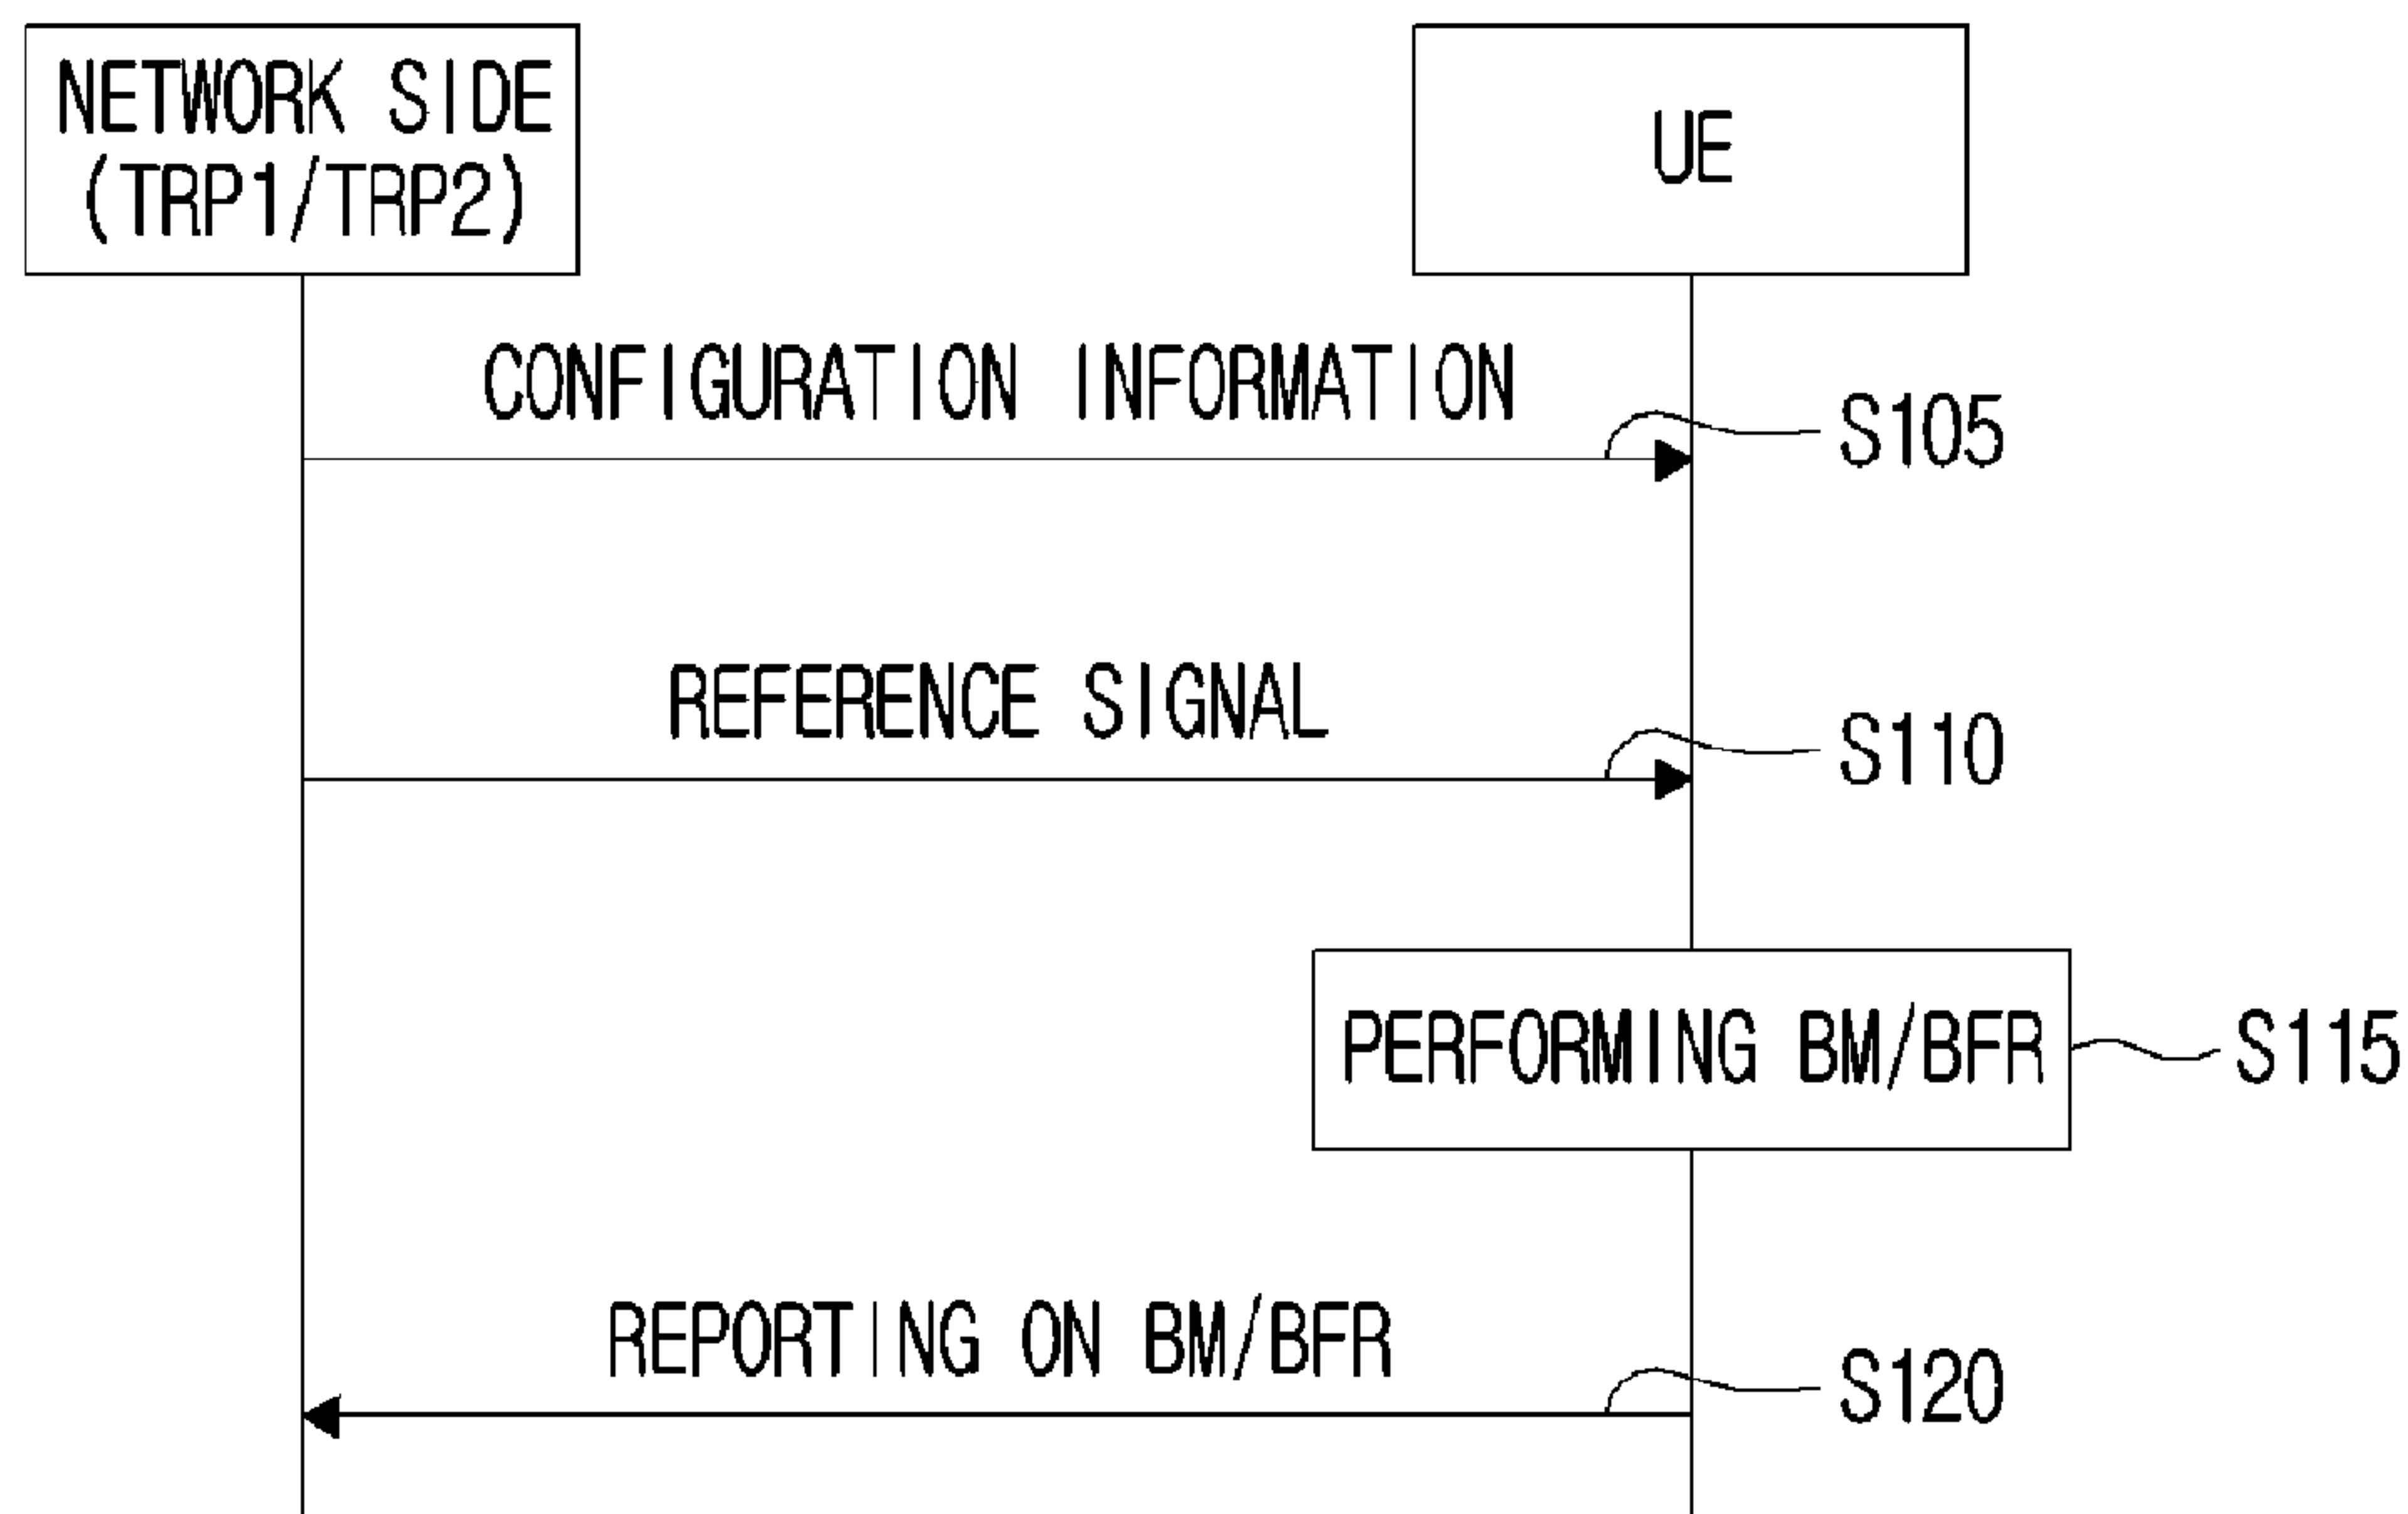 NETWORK SIDE
(TRP1/TRP2)
UE
CONFIGURATION INFORMATION
S105
REFERENCE SIGNAL
S110
PERFORMING BM/BFR
S115
REPORTING ON BM/BFR
S120